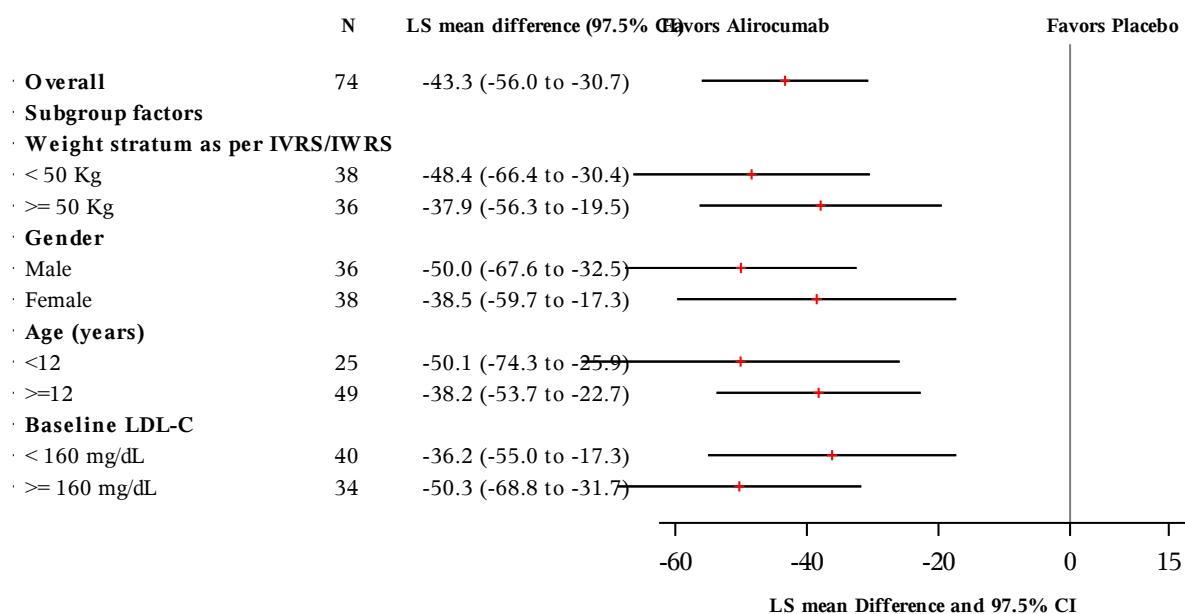 N LS mean difference (97.5% CI) Favors Alirocumab Favors Placebo
Overall 74 -43.3 (-56.0 to -30.7)
Subgroup factors
Weight stratum as per IVRS/IWRS
< 50 Kg 38 -48.4 (-66.4 to -30.4)
>= 50 Kg 36 -37.9 (-56.3 to -19.5)
Gender
Male 36 -50.0 (-67.6 to -32.5)
Female 38 -38.5 (-59.7 to -17.3)
Age (years)
<12 25 -50.1 (-74.3 to -25.9)
>=12 49 -38.2 (-53.7 to -22.7)
Baseline LDL-C
< 160 mg/dL 40 -36.2 (-55.0 to -17.3)
>= 160 mg/dL 34 -50.3 (-68.8 to -31.7)
-60 -40 -20 0 15
LS mean Difference and 97.5% CI